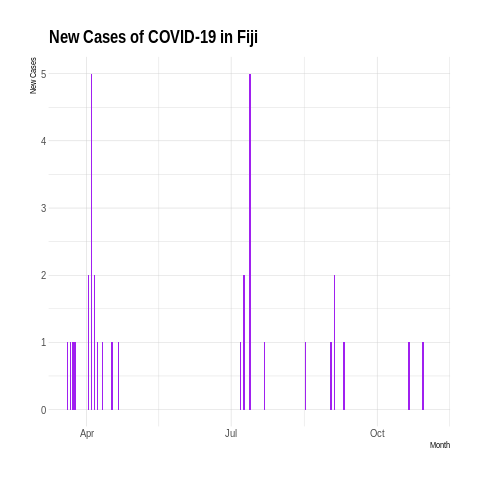 New Cases of COVID-19 in Fiji
New Cases
5
4
3
2
1
0
Apr
Jul
Oct
Month